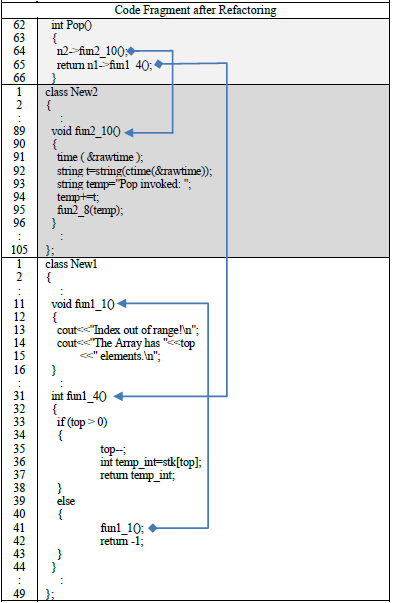 Code Fragment after Refactoring
62 int Pop()
63 {
64 n2->fun2_10();
65 return n1->fun1_4();
66 }
1 class New2
2 {
: :
89 void fun2_10()
90 {
91 time ( &rawtime );
92 string t=string(ctime(&rawtime));
93 string temp="Pop invoked: ";
94 temp+=t;
95 fun2_8(temp);
96 }
: :
105 };
1 class New1
2 {
: :
11 void fun1_1()
12 {
13 cout<<"Index out of range!\n";
14 cout<<"The Array has "<<top
15 <<" elements.\n";
16 }
: :
31 int fun1_4()
32 {
33 if (top > 0)
34 {
35 top--;
36 int temp_int=stk[top];
37 return temp_int;
38 }
39 else
40 {
41 fun1_1();
42 return -1;
43 }
44 }
: :
49 };